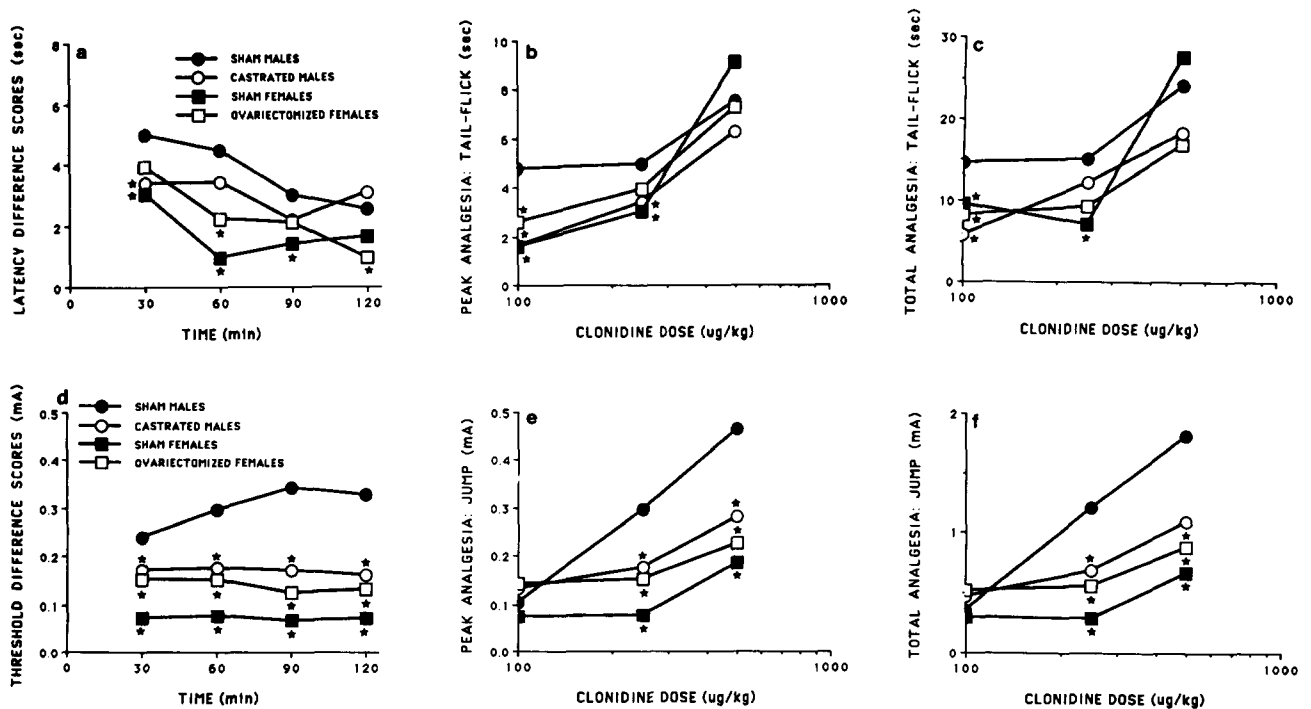 a
LATENCY DIFFERENCE SCORES (sec)
8
6
4
2
0
SHAM MALES
CASTRATED MALES
SHAM FEMALES
OVARIECTOMIZED FEMALES
0 30 60 90 120
TIME (min)
b
PEAK ANALGESIA: TAIL-FLICK (sec)
10
8
6
4
2
0
100 1000
CLONIDINE DOSE (ug/kg)
c
TOTAL ANALGESIA: TAIL-FLICK (sec)
30
20
10
0
100 1000
CLONIDINE DOSE (ug/kg)
d
THRESHOLD DIFFERENCE SCORES (mA)
0.5
0.4
0.3
0.2
0.1
0.0
SHAM MALES
CASTRATED MALES
SHAM FEMALES
OVARIECTOMIZED FEMALES
0 30 60 90 120
TIME (min)
e
PEAK ANALGESIA: JUMP (mA)
0.5
0.4
0.3
0.2
0.1
0.0
100 1000
CLONIDINE DOSE (ug/kg)
f
TOTAL ANALGESIA: JUMP (mA)
2
1
0
100 1000
CLONIDINE DOSE (ug/kg)